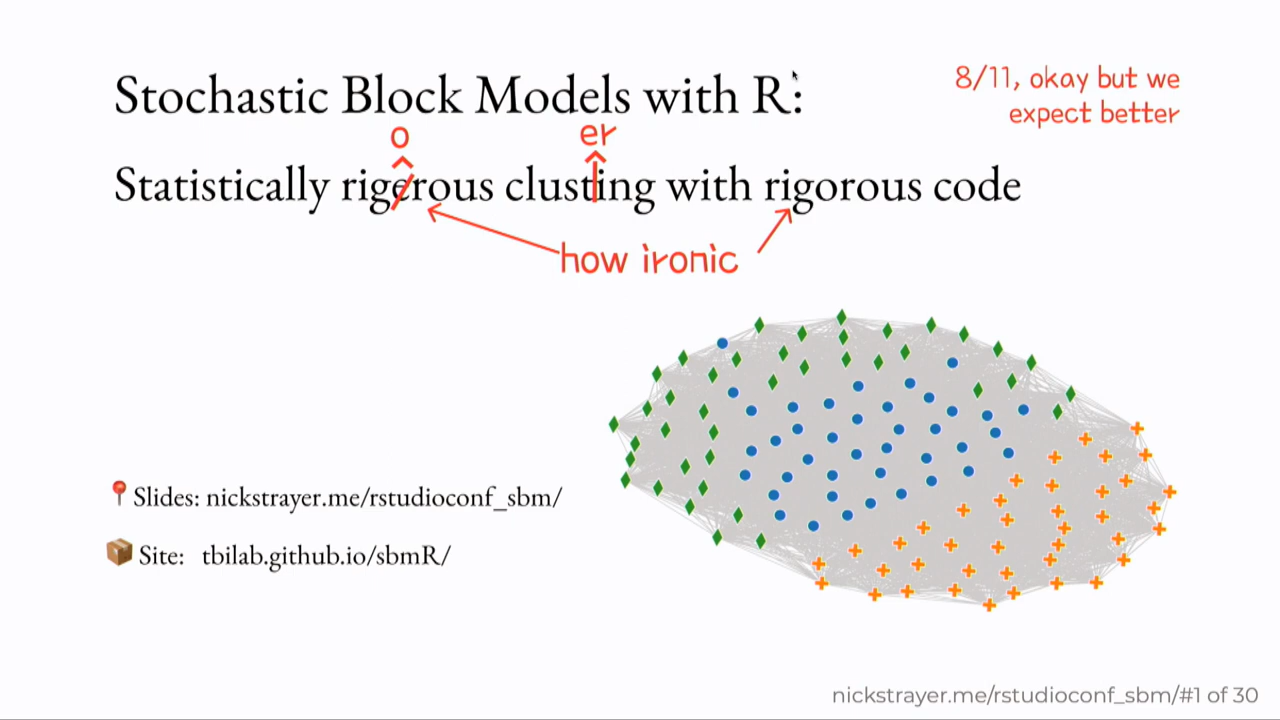 Stochastic Block Models with R:
8/11, okay but we
expect better
o er
Statistically rigerous clusting with rigorous code
how ironic
Slides: nickstrayer.me/rstudioconf_sbm/
Site: tbilab.github.io/sbmR/
nickstrayer.me/rstudioconf_sbm/#1 of 30